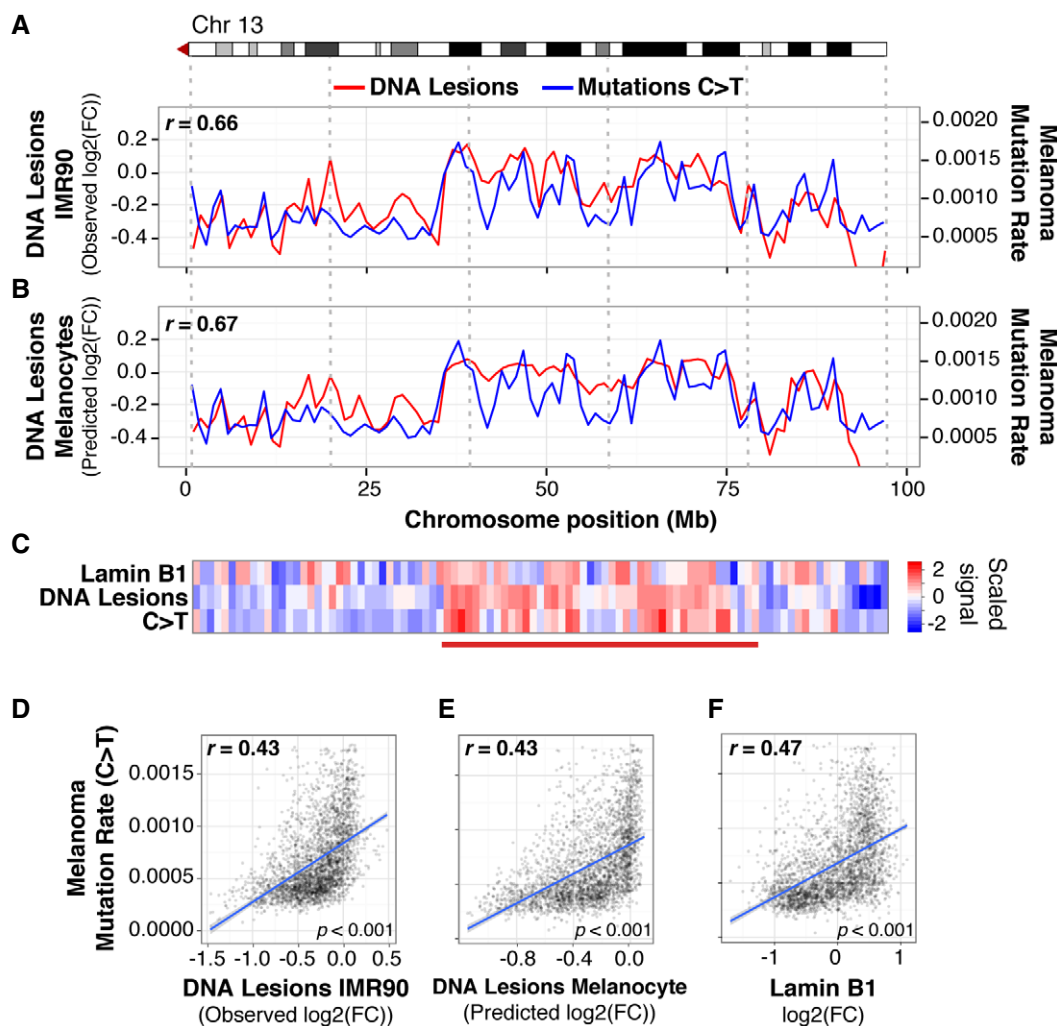 A
Chr 13
DNA Lesions
Mutations C>T
DNA Lesions
IMR90
(Observed log2(FC))
0.2
0.0
-0.2
-0.4
r = 0.66
0.0020
0.0015
0.0010
0.0005
Melanoma
Mutation Rate
B
DNA Lesions
Melanocytes
(Predicted log2(FC))
0.2
0.0
-0.2
-0.4
r = 0.67
0.0020
0.0015
0.0010
0.0005
Melanoma
Mutation Rate
0 25 50 75 100
Chromosome position (Mb)
C
Lamin B1
DNA Lesions
C>T
2
0
-2
Scaled
signal
D
Melanoma
Mutation Rate (C>T)
0.0015
0.0010
0.0005
0.0000
r = 0.43
p < 0.001
-1.5 -1.0 -0.5 0.0 0.5
DNA Lesions IMR90
(Observed log2(FC))
E
r = 0.43
p < 0.001
-0.8 -0.4 0.0
DNA Lesions Melanocyte
(Predicted log2(FC))
F
r = 0.47
p < 0.001
-1 0 1
Lamin B1
log2(FC)